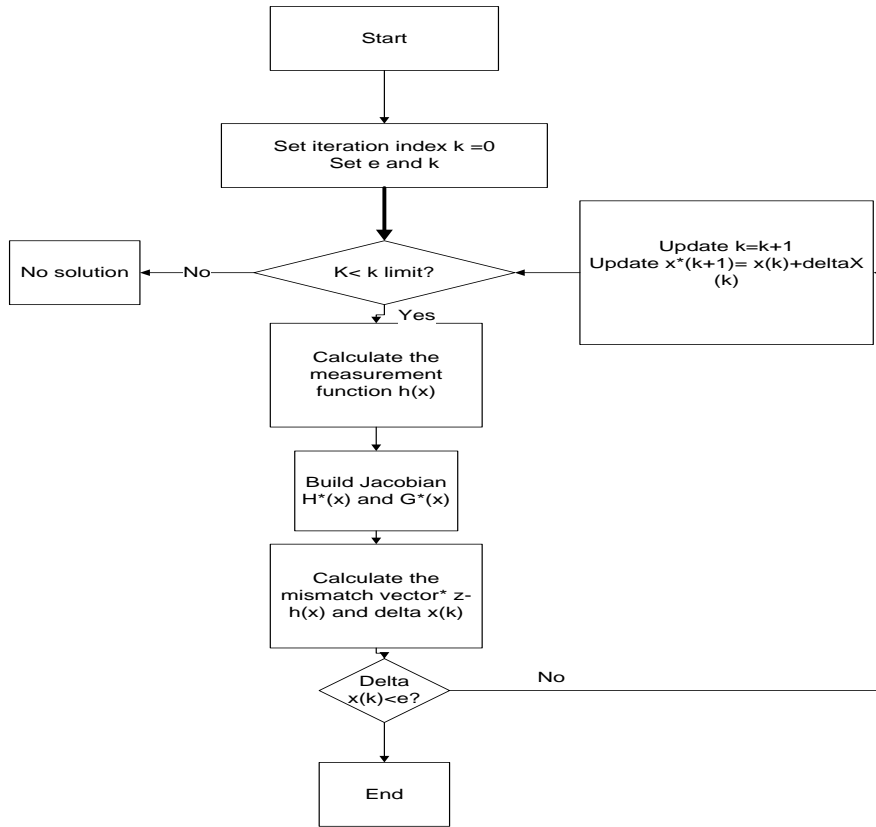 Start
Set iteration index k =0
Set e and k
No solution
No
K< k limit?
Update k=k+1
Update x*(k+1)= x(k)+deltaX
(k)
Yes
Calculate the
measurement
function h(x)
Build Jacobian
H*(x) and G*(x)
Calculate the
mismatch vector* z-
h(x) and delta x(k)
Delta
x(k)<e?
No
End